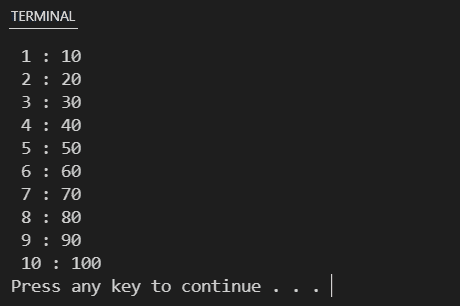 TERMINAL
1 : 10
2 : 20
3 : 30
4 : 40
5 : 50
6 : 60
7 : 70
8 : 80
9 : 90
10 : 100
Press any key to continue . . .